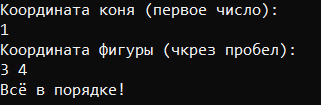 Координата коня (первое число):
1
Координата фигуры (чкрез пробел):
3 4
Всё в порядке!